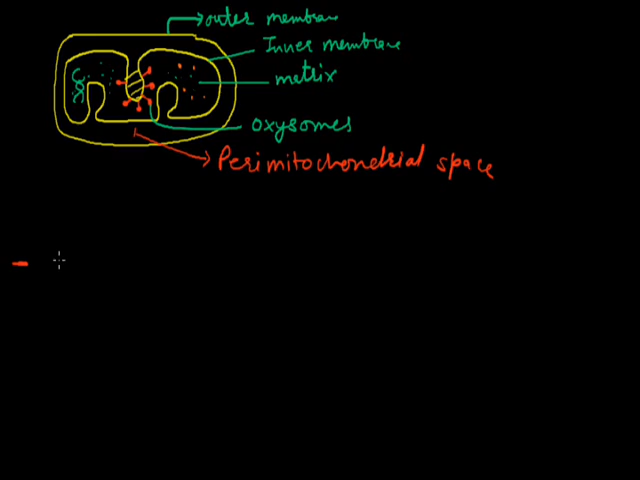 outer membrane
Inner membrane
matrix
oxysomes
Perimitochondrial space